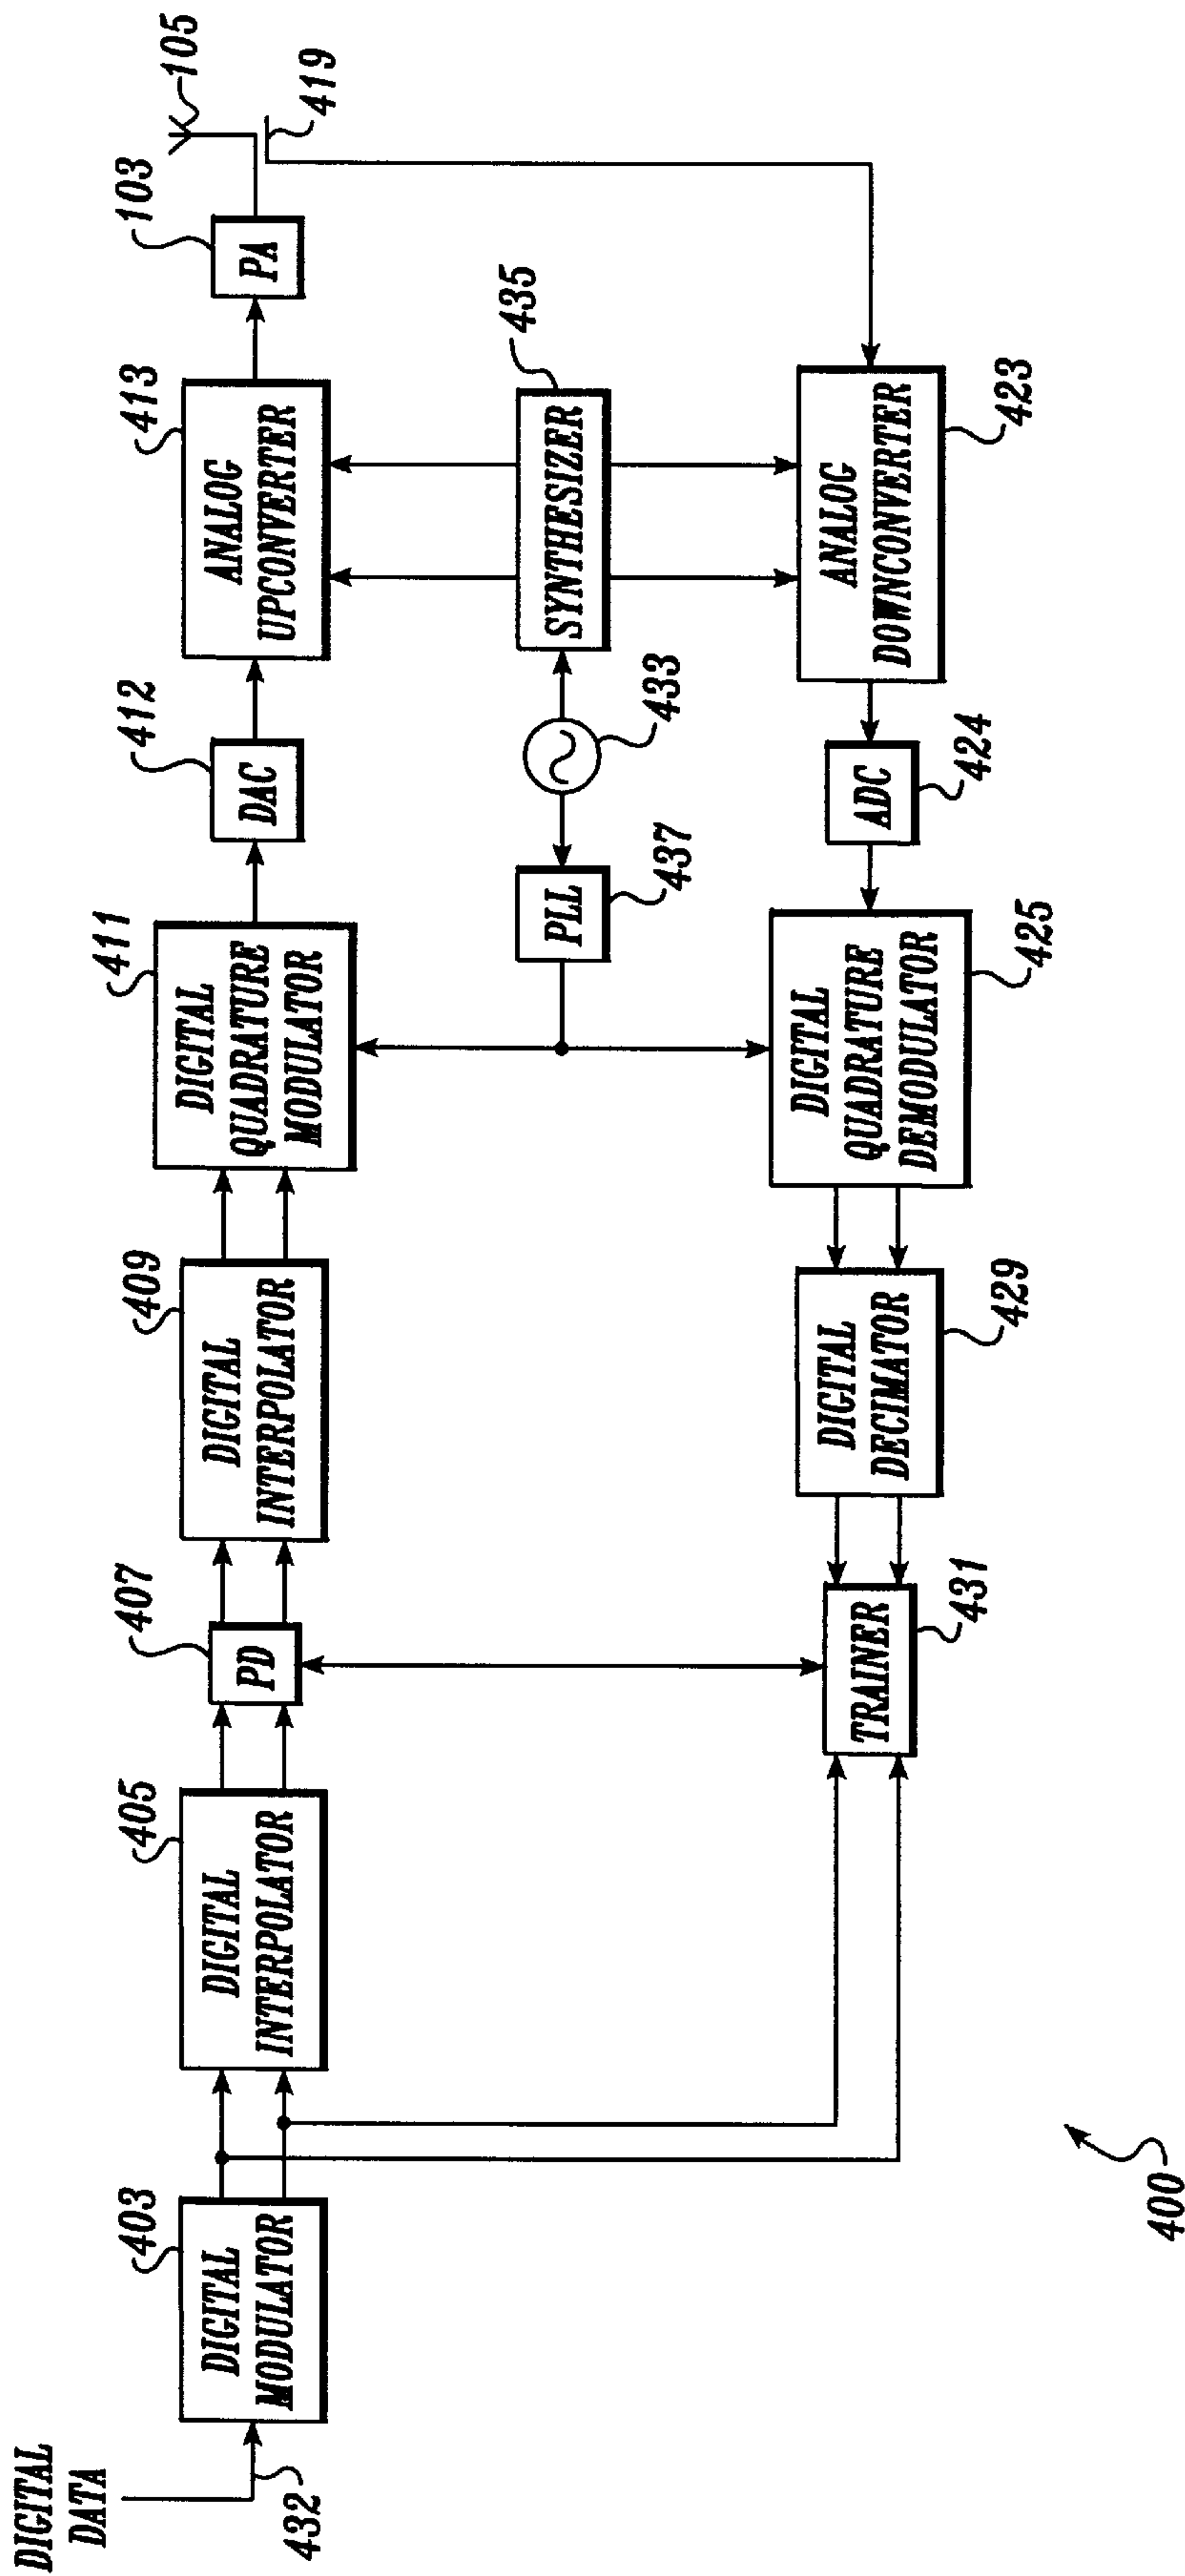 DIGITAL
DATA
432
403
DIGITAL
MODULATOR
405
DIGITAL
INTERPOLATOR
407
PD
409
DIGITAL
INTERPOLATOR
411
DIGITAL
QUADRATURE
MODULATOR
412
DAC
413
ANALOG
UPCONVERTER
103
PA
105
419
PLL
437
433
SYNTHESIZER
435
TRAINER
431
DIGITAL
DECIMATOR
429
DIGITAL
QUADRATURE
DEMODULATOR
425
ADC
424
ANALOG
DOWNCONVERTER
423
400